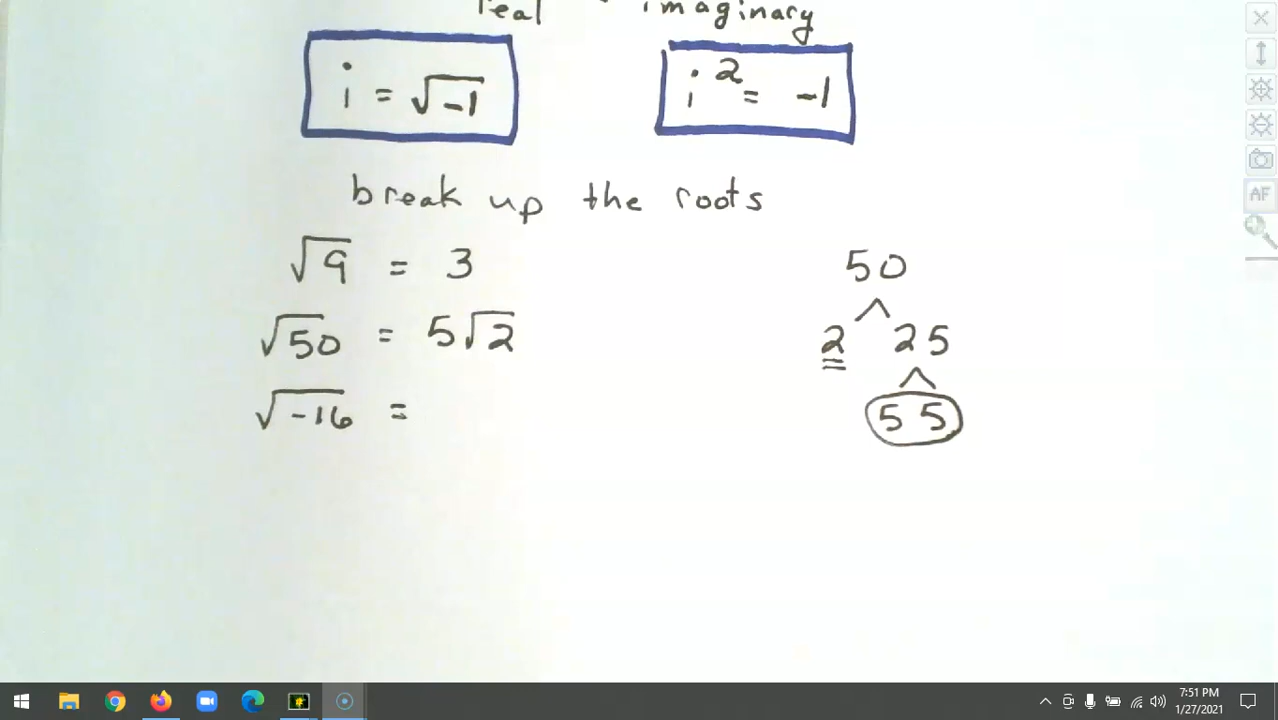 real imaginary
i = √-1
i² = -1
break up the roots
√9 = 3
√50 = 5√2
√-16 =
50
2 25
5 5
AF
7:51 PM
1/27/2021